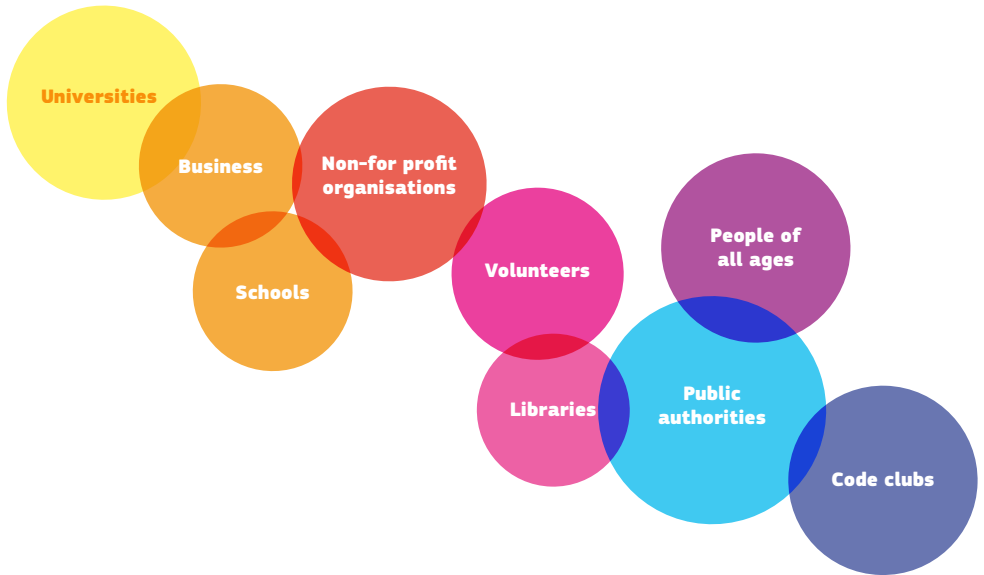 Universities
Business
Non-for profit
organisations
Schools
Volunteers
People of
all ages
Libraries
Public
authorities
Code clubs